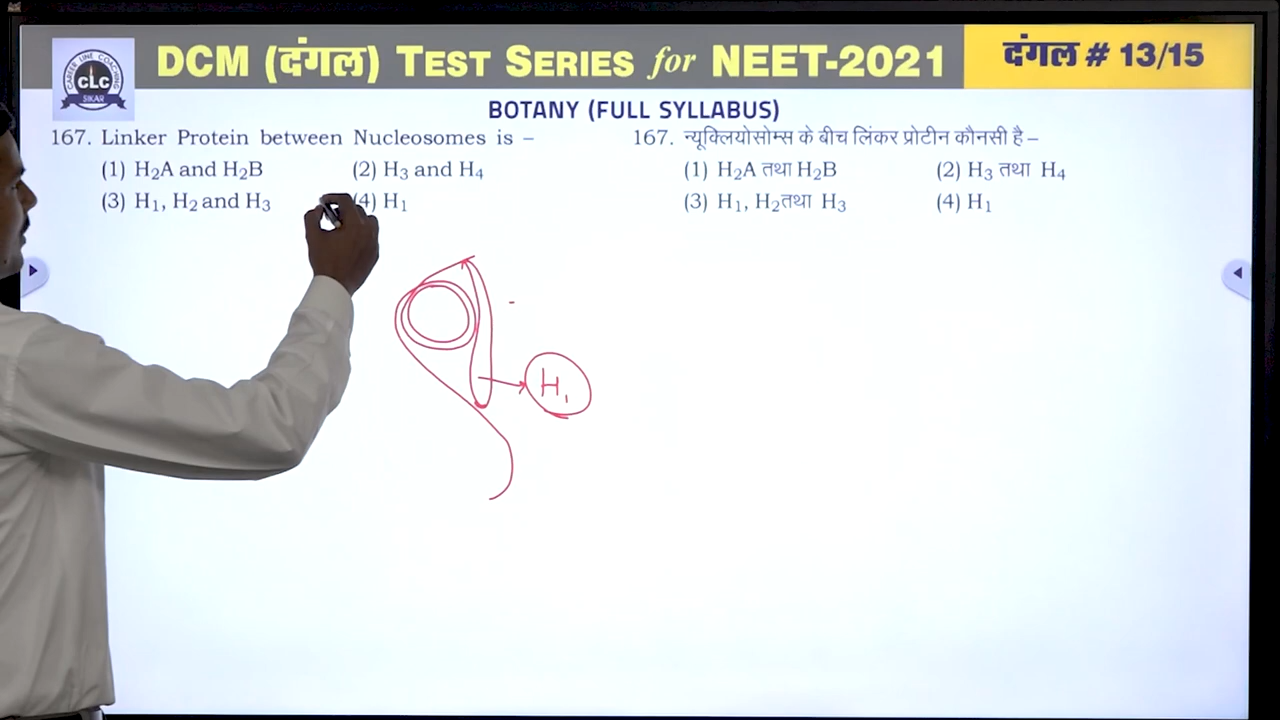 CAREER LINE COACHING
CLC
SIKAR
DCM (दंगल) TEST SERIES for NEET-2021
दंगल # 13/15
BOTANY (FULL SYLLABUS)
167. Linker Protein between Nucleosomes is –
(1) H₂A and H₂B (2) H₃ and H₄
(3) H₁, H₂ and H₃ (4) H₁
167. न्यूक्लियोसोम्स के बीच लिंकर प्रोटीन कौनसी है –
(1) H₂A तथा H₂B (2) H₃ तथा H₄
(3) H₁, H₂तथा H₃ (4) H₁
H₁